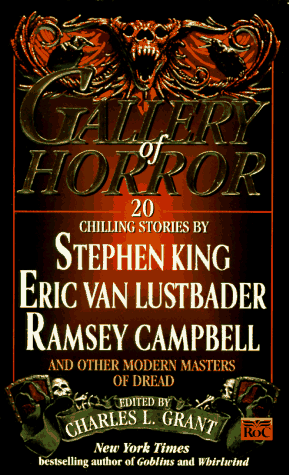 GALLERY
of
HORROR
20
CHILLING STORIES BY
STEPHEN KING
ERIC VAN LUSTBADER
RAMSEY CAMPBELL
AND OTHER MODERN MASTERS
OF DREAD
EDITED BY
CHARLES L. GRANT
ROC
New York Times
bestselling author of Goblins and Whirlwind